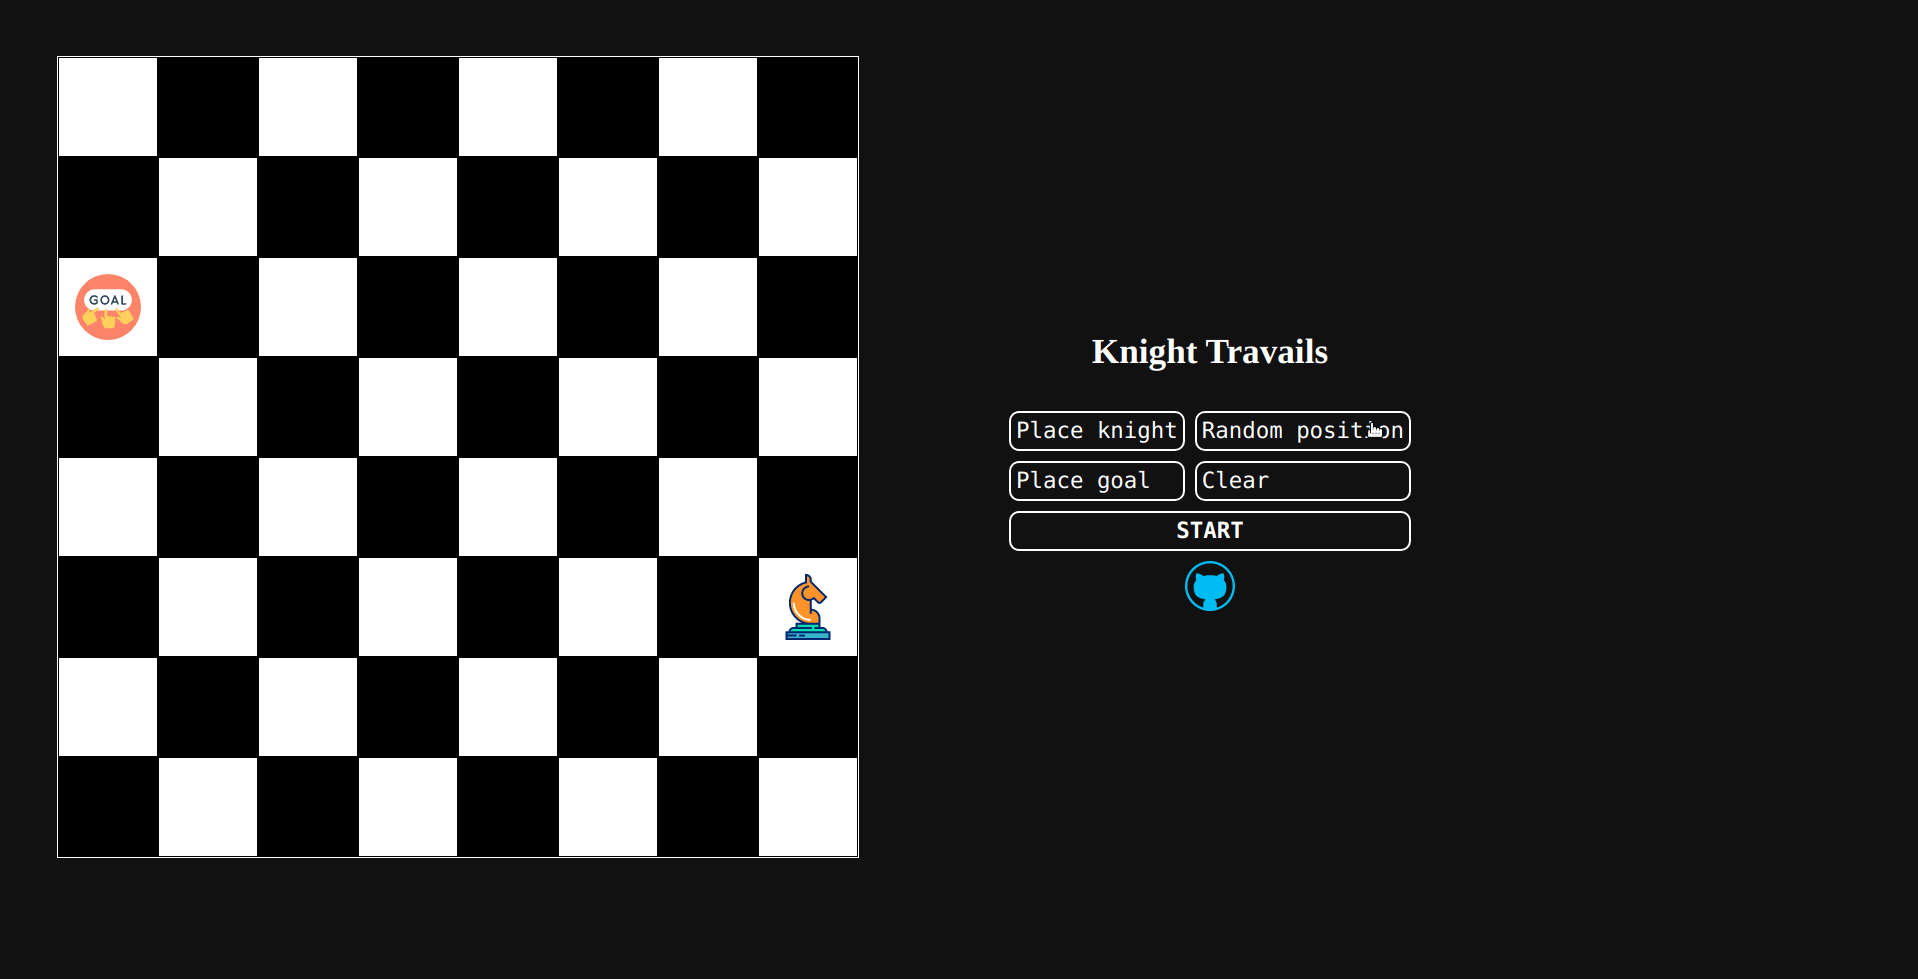 GOAL
Knight Travails
Place knight
Random position
Place goal
Clear
START